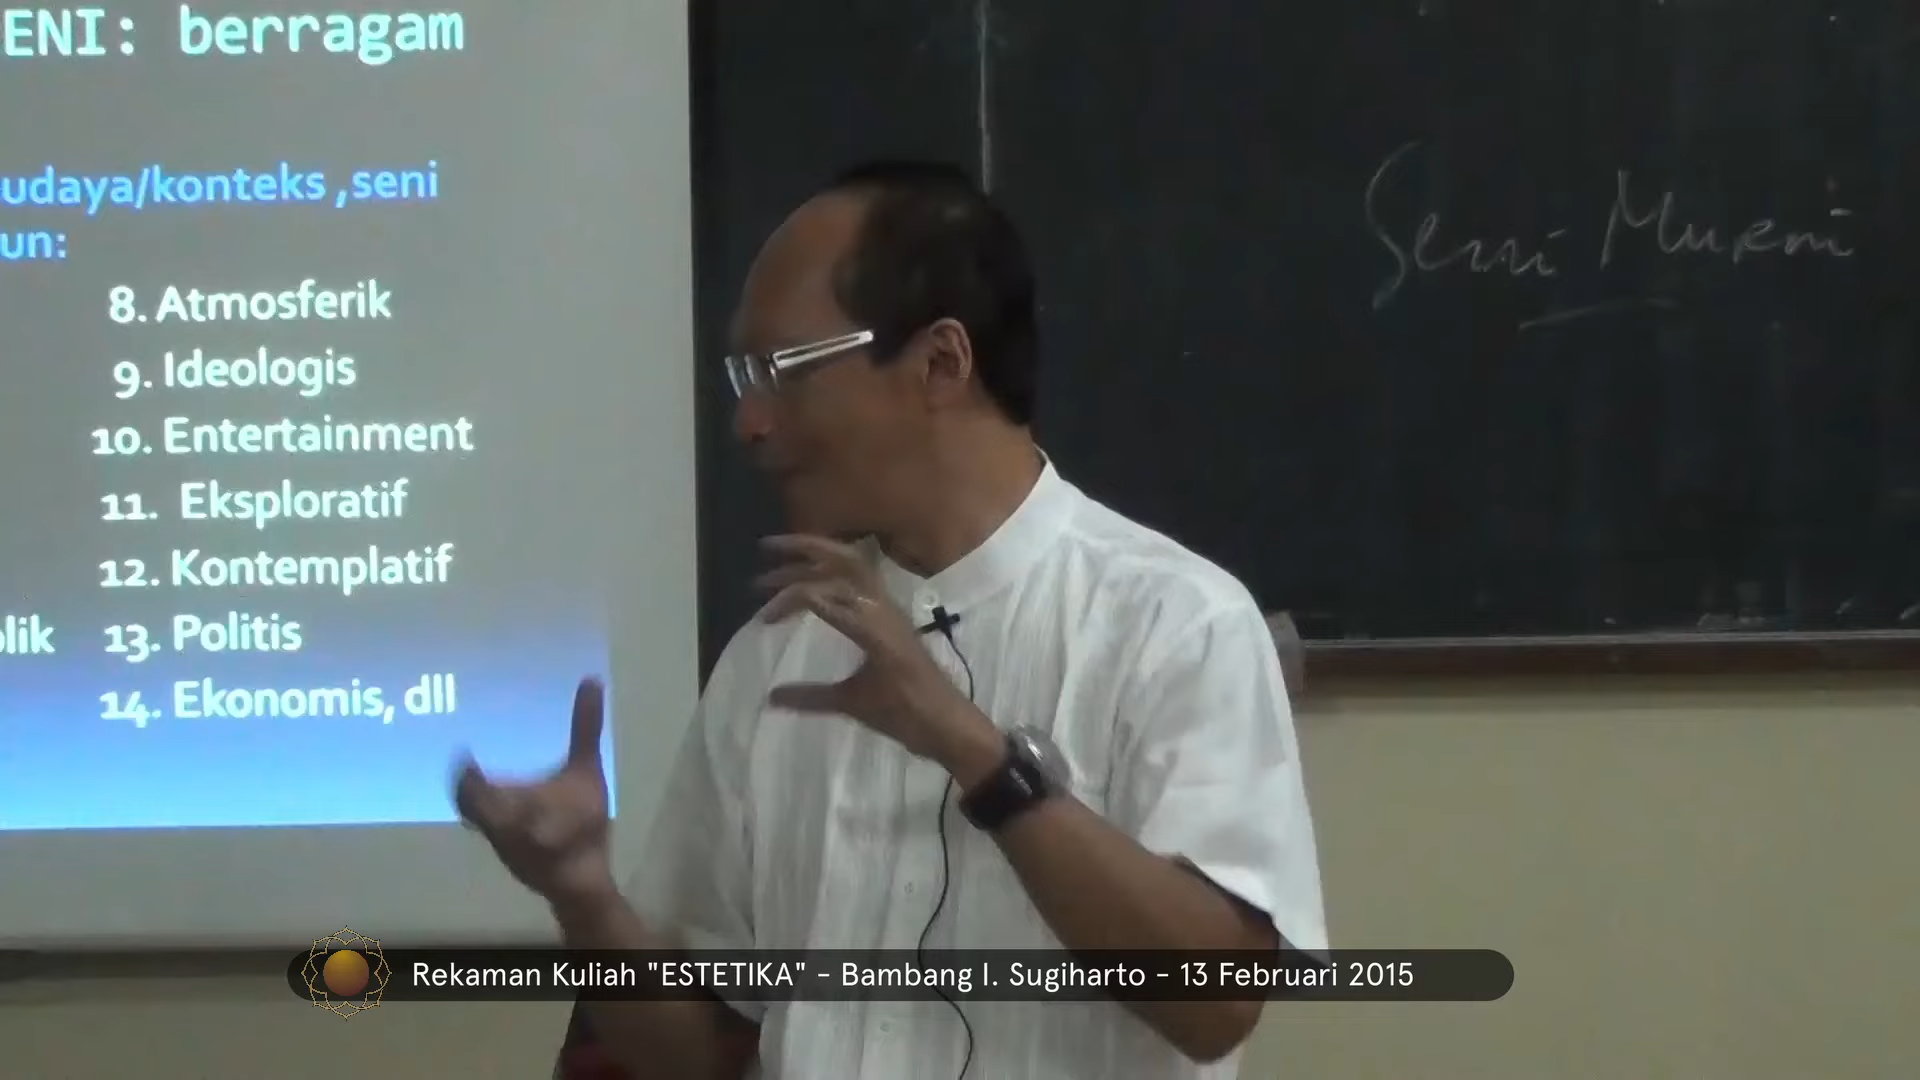 ENI: berragam
udaya/konteks ,seni
un:
8. Atmosferik
9. Ideologis
10. Entertainment
11. Eksploratif
12. Kontemplatif
lik 13. Politis
14. Ekonomis, dll
Seni Murni
Rekaman Kuliah "ESTETIKA" - Bambang I. Sugiharto - 13 Februari 2015